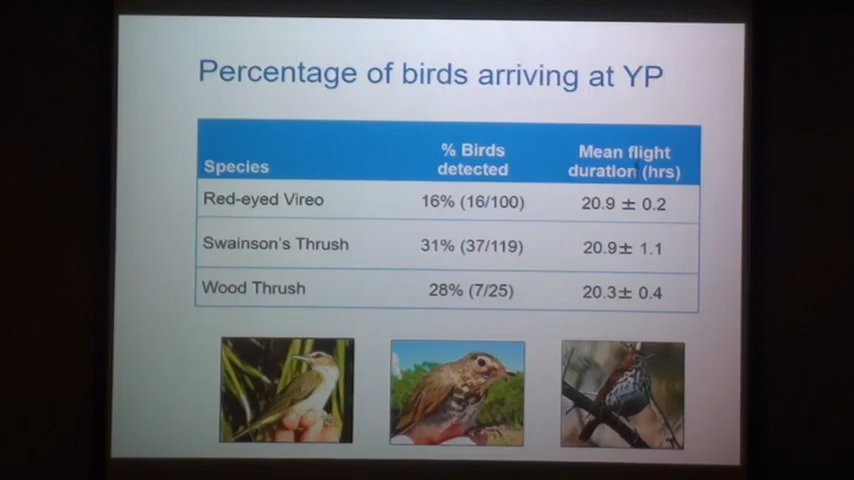 Percentage of birds arriving at YP
Species % Birds detected Mean flight duration (hrs)
Red-eyed Vireo 16% (16/100) 20.9 ± 0.2
Swainson's Thrush 31% (37/119) 20.9± 1.1
Wood Thrush 28% (7/25) 20.3± 0.4